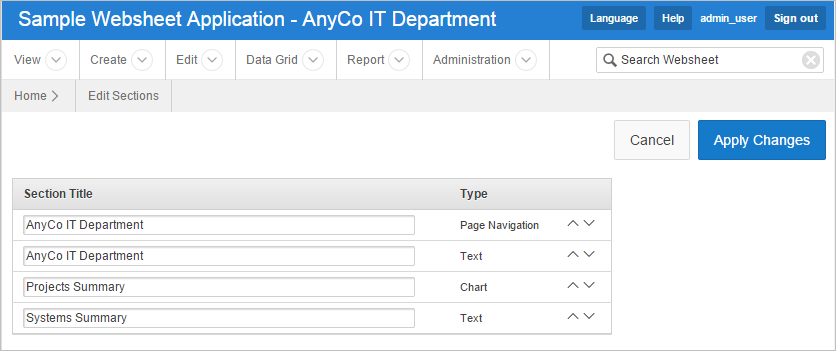 Sample Websheet Application - AnyCo IT Department Language Help admin_user Sign out
View Create Edit Data Grid Report Administration Search Websheet
Home Edit Sections
Cancel Apply Changes
Section Title Type
AnyCo IT Department Page Navigation
AnyCo IT Department Text
Projects Summary Chart
Systems Summary Text